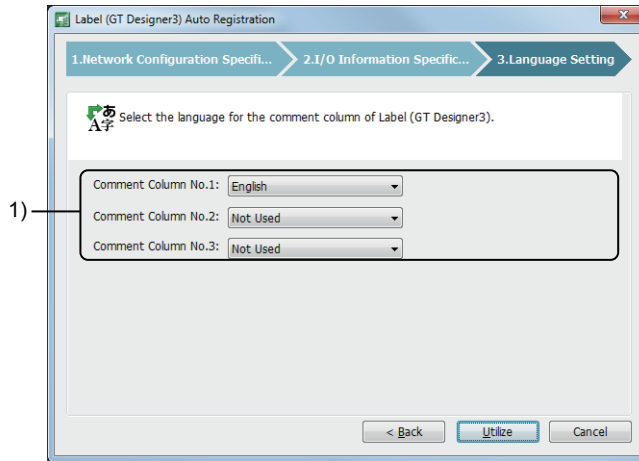 Label (GT Designer3) Auto Registration
x
1.Network Configuration Specifi... 2.I/O Information Specific... 3.Language Setting
あ
A字 Select the language for the comment column of Label (GT Designer3).
1)
Comment Column No.1: English
Comment Column No.2: Not Used
Comment Column No.3: Not Used
< Back Utilize Cancel